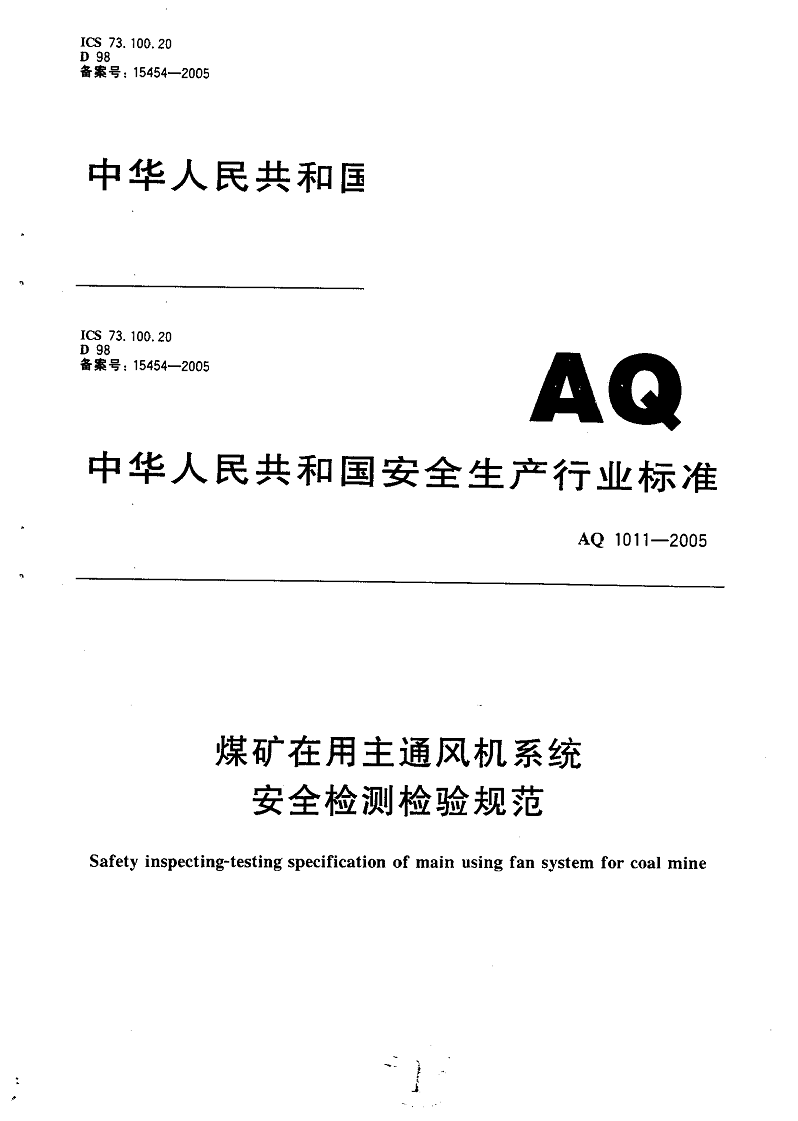 ICS 73.100.20
D 98
备案号：15454—2005
中华人民共和国
ICS 73.100.20
D 98
备案号：15454—2005
AQ
中华人民共和国安全生产行业标准
AQ 1011—2005
煤矿在用主通风机系统
安全检测检验规范
Safety inspecting-testing specification of main using fan system for coal mine